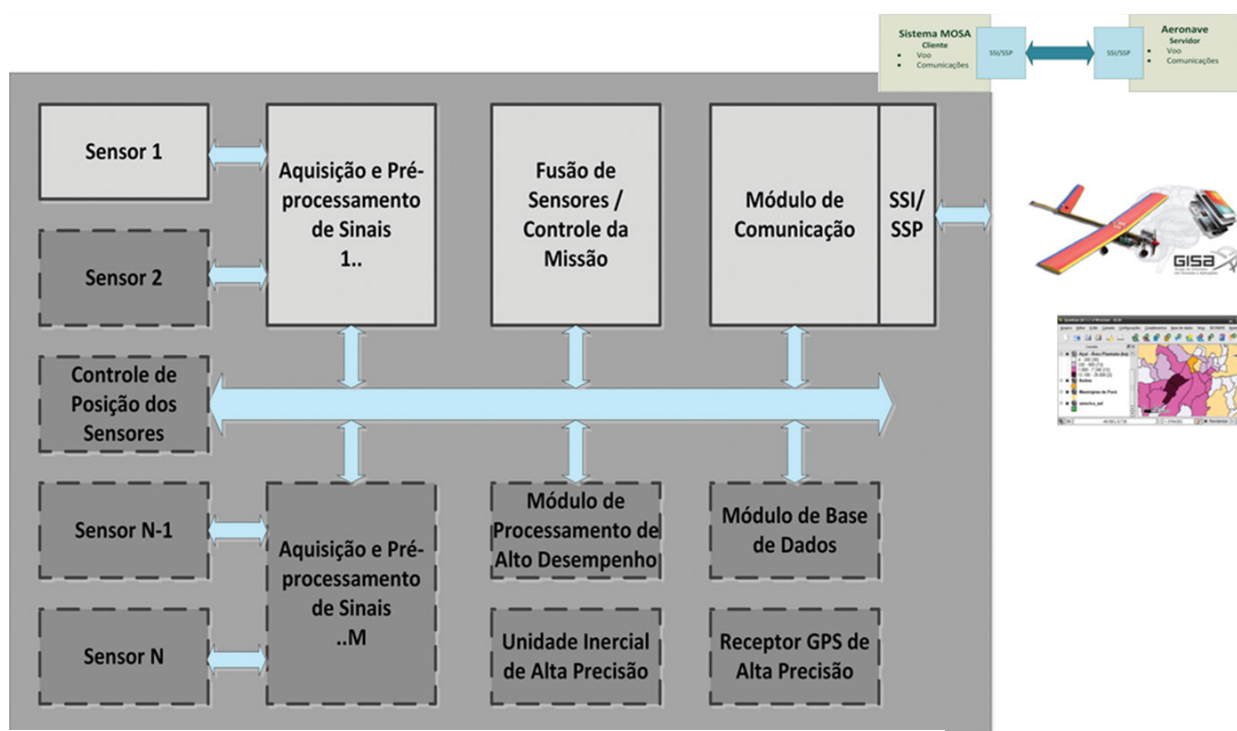 Sistema MOSA
Cliente
• Voo
• Comunicações
SSI/SSP
SSI/SSP
Aeronave
Servidor
• Voo
• Comunicações
Sensor 1
Sensor 2
Controle de
Posição dos
Sensores
Sensor N-1
Sensor N
Aquisição e Pré-
processamento
de Sinais
1..
Fusão de
Sensores /
Controle da
Missão
Módulo de
Comunicação
SSI/
SSP
Aquisição e Pré-
processamento
de Sinais
..M
Módulo de
Processamento de
Alto Desempenho
Módulo de Base
de Dados
Unidade Inercial
de Alta Precisão
Receptor GPS de
Alta Precisão
GISA